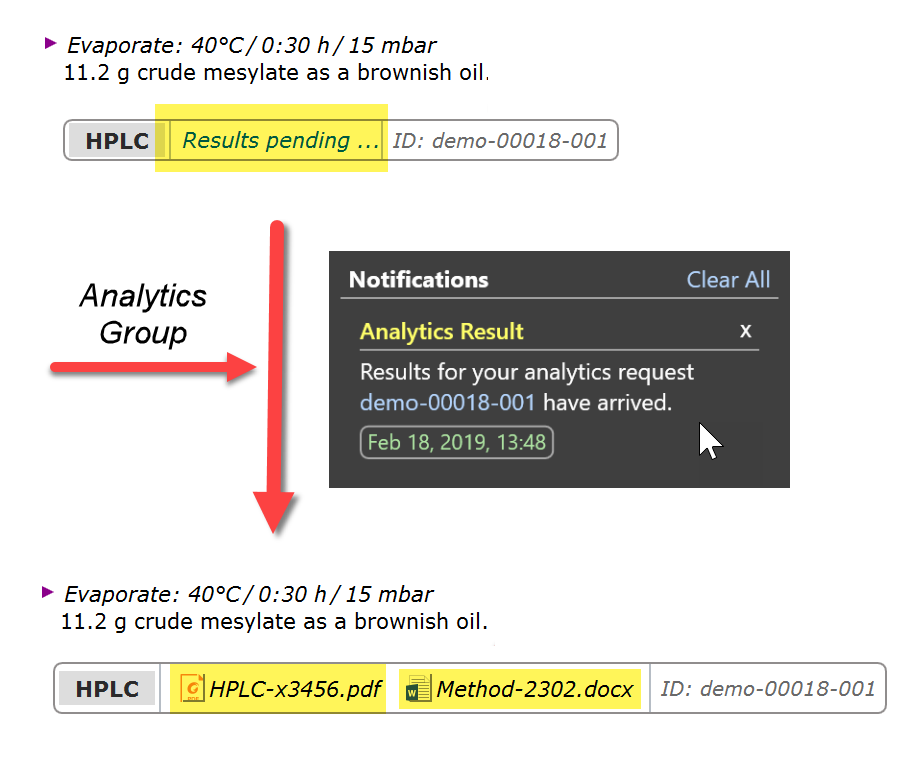 Evaporate: 40°C / 0:30 h / 15 mbar
11.2 g crude mesylate as a brownish oil.
HPLC Results pending ... ID: demo-00018-001
Analytics
Group
Notifications Clear All
Analytics Result x
Results for your analytics request
demo-00018-001 have arrived.
Feb 18, 2019, 13:48
Evaporate: 40°C / 0:30 h / 15 mbar
11.2 g crude mesylate as a brownish oil.
HPLC HPLC-x3456.pdf Method-2302.docx ID: demo-00018-001